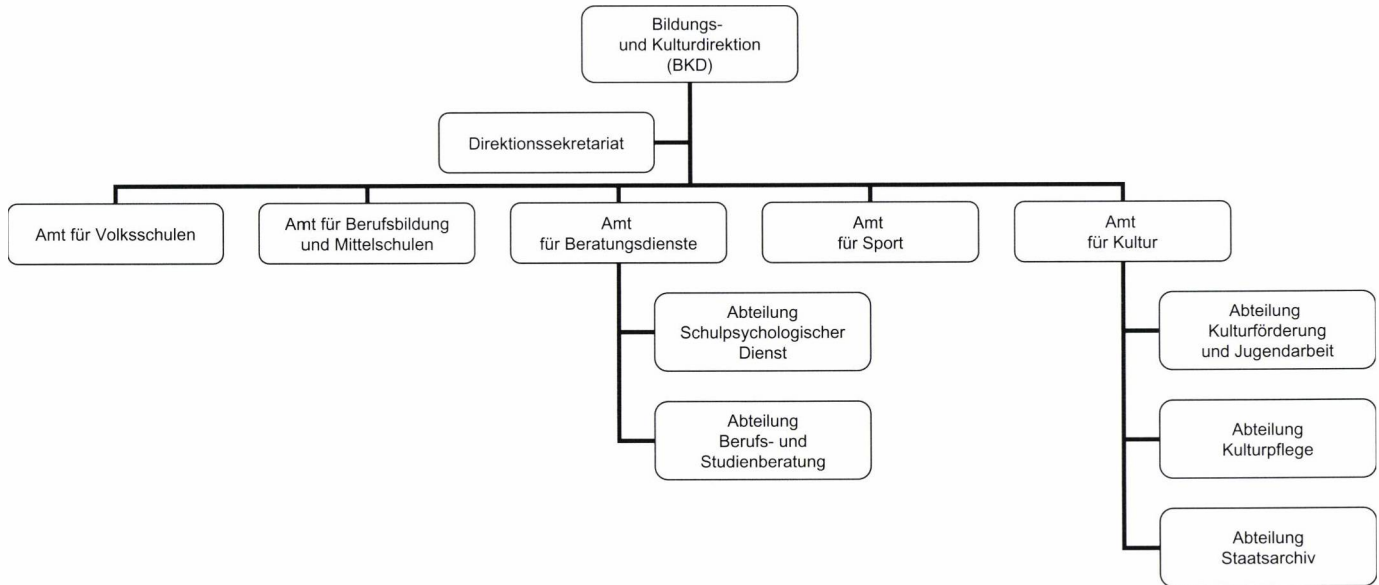 Bildungs-
und Kulturdirektion
(BKD)
Direktionssekretariat
Amt für Volksschulen
Amt für Berufsbildung
und Mittelschulen
Amt
für Beratungsdienste
Amt
für Sport
Amt
für Kultur
Abteilung
Schulpsychologischer
Dienst
Abteilung
Berufs- und
Studienberatung
Abteilung
Kulturförderung
und Jugendarbeit
Abteilung
Kulturpflege
Abteilung
Staatsarchiv